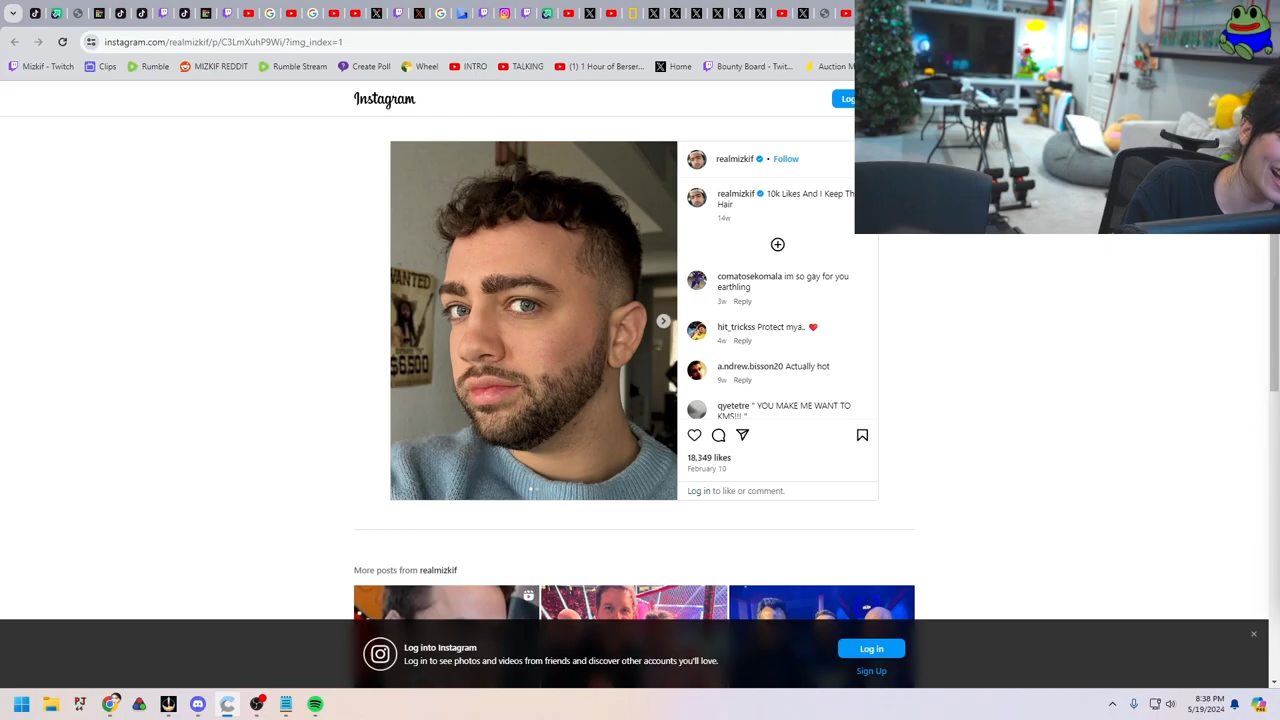 instagram.com/realmizkif/p/C3LmXuhP9Wi/?img_index=1
Mizkif - Twitch
Clips
Rumble
MIZKIF REDDIT
Rumble Stream
Create Poll
Wheel
INTRO
TALKING
(1) 1 Hour of Berser...
Home
Bounty Board - Twit...
Auction M
Instagram
Log
realmizkif • Follow
realmizkif 10k Likes And I Keep Th
Hair
14w
comatosekomala im so gay for you
earthling
3w Reply
hit_trickss Protect mya..
4w Reply
a.ndrew.bisson20 Actually hot
9w Reply
qyetetre " YOU MAKE ME WANT TO
KMS!!! "
18,349 likes
February 10
Log in to like or comment.
WANTED
$6500
More posts from realmizkif
Log into Instagram
Log in to see photos and videos from friends and discover other accounts you'll love.
Log in
Sign Up
8:38 PM
5/19/2024